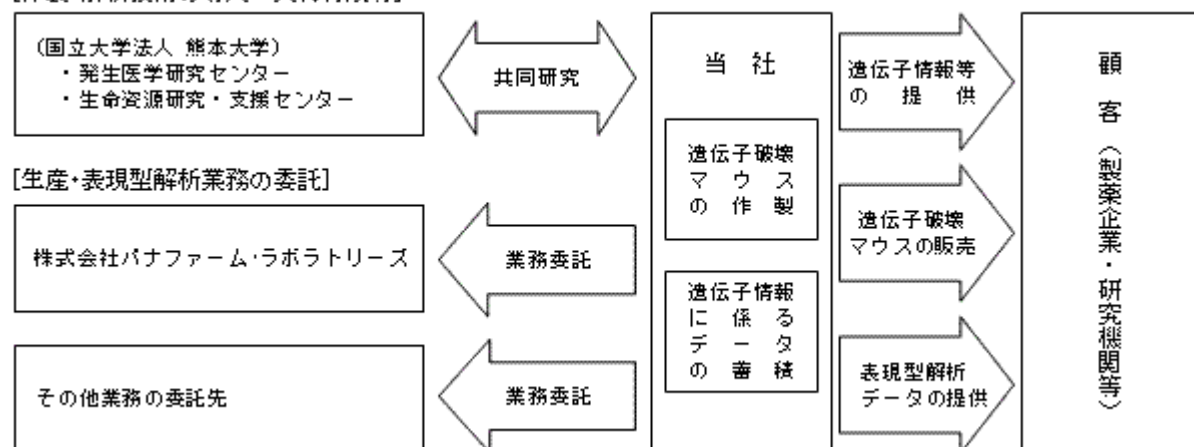 (国立大学法人 熊本大学)
・発生医学研究センター
・生命資源研究・支援センター
共同研究
[生産・表現型解析業務の委託]
株式会社パナファーム・ラボラトリーズ
業務委託
その他業務の委託先
業務委託
当 社
遺伝子破壊
マ ウ ス
の 作 製
遺伝子情報
に 係 る
デ ー タ
の 蓄 積
遺伝子情報等
の 提 供
遺伝子破壊
マウスの販売
表現型解析
データの提供
顧 客 (製薬企業・研究機関等)